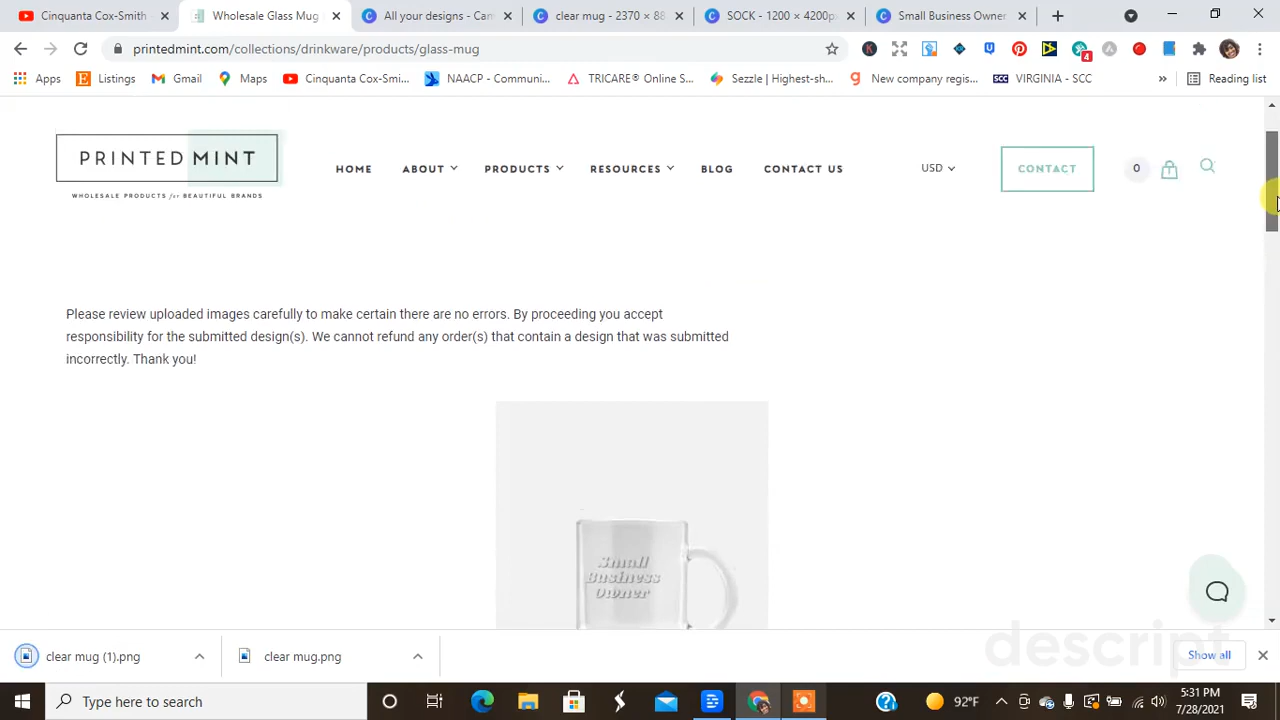 Cinquanta Cox-Smith
Wholesale Glass Mug
All your designs - Can
clear mug - 2370 × 88
SOCK - 1200 × 4200p
Small Business Owner
printedmint.com/collections/drinkware/products/glass-mug
Apps
Listings
Gmail
Maps
Cinquanta Cox-Smi...
NAACP - Communi...
TRICARE® Online S...
Sezzle | Highest-sh...
New company regis...
SCC VIRGINIA - SCC
»
Reading list
4
PRINTED MINT
WHOLESALE PRODUCTS for BEAUTIFUL BRANDS
HOME
ABOUT
PRODUCTS
RESOURCES
BLOG
CONTACT US
USD
CONTACT
0
Please review uploaded images carefully to make certain there are no errors. By proceeding you accept
responsibility for the submitted design(s). We cannot refund any order(s) that contain a design that was submitted
incorrectly. Thank you!
Small
Business
Owner
descript
clear mug (1).png
clear mug.png
Show all
Type here to search
92°F
5:31 PM
7/28/2021